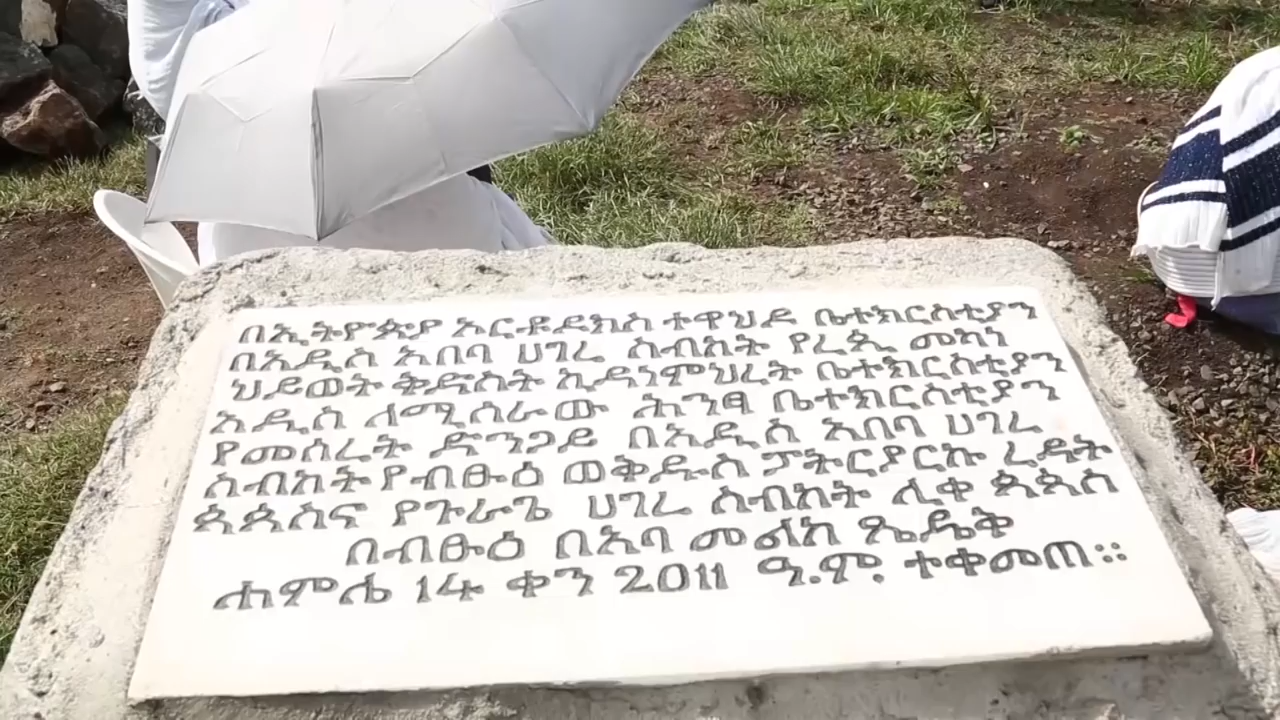 በኢትዮጵያ ኦርቶዶክስ ተዋህዶ ቤተክርስቲያን
በአዲስ አበባ ሀገረ ስብከት የረጲ መካነ
ህይወት ቅዱስት ኪዳነምህረት ቤተክርስቲያን
አዲስ ለሚሰራው ሕንፃ ቤተክርስቲያን
የመሰረት ድንጋይ በአዲስ አበባ ሀገረ
ስብከት የብፁዕ ወቅዱስ ፓትርያርኩ ረዳት
ጳጳስና የጉራጌ ሀገረ ስብከት ሊቀ ጳጳስ
በብፁዕ በአባ መልከ ጼዴቅ
ሐምሌ 14 ቀን 2011 ዓ.ም. ተቀመጠ።